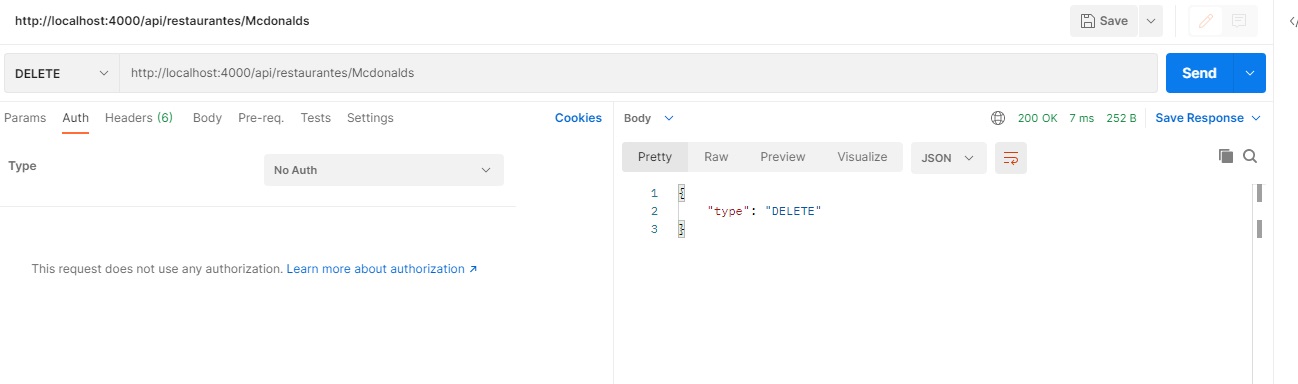 http://localhost:4000/api/restaurantes/Mcdonalds
Save
DELETE
http://localhost:4000/api/restaurantes/Mcdonalds
Send
Params Auth Headers (6) Body Pre-req. Tests Settings Cookies
Type
No Auth
This request does not use any authorization. Learn more about authorization ↗
Body
200 OK 7 ms 252 B Save Response
Pretty Raw Preview Visualize JSON
1 {
2 "type": "DELETE"
3 }